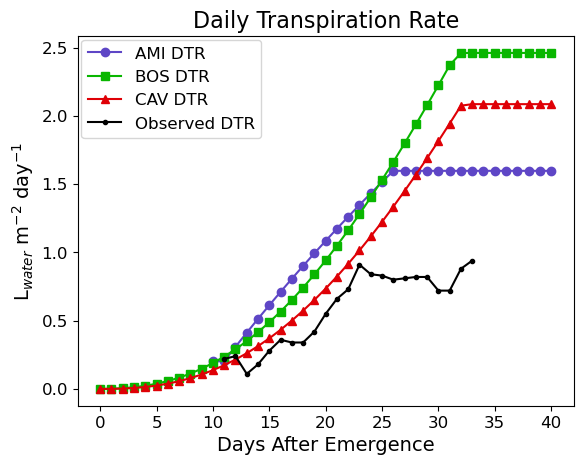 Daily Transpiration Rate
AMI DTR
BOS DTR
CAV DTR
Observed DTR
L_water m⁻² day⁻¹
2.5
2.0
1.5
1.0
0.5
0.0
0 5 10 15 20 25 30 35 40
Days After Emergence